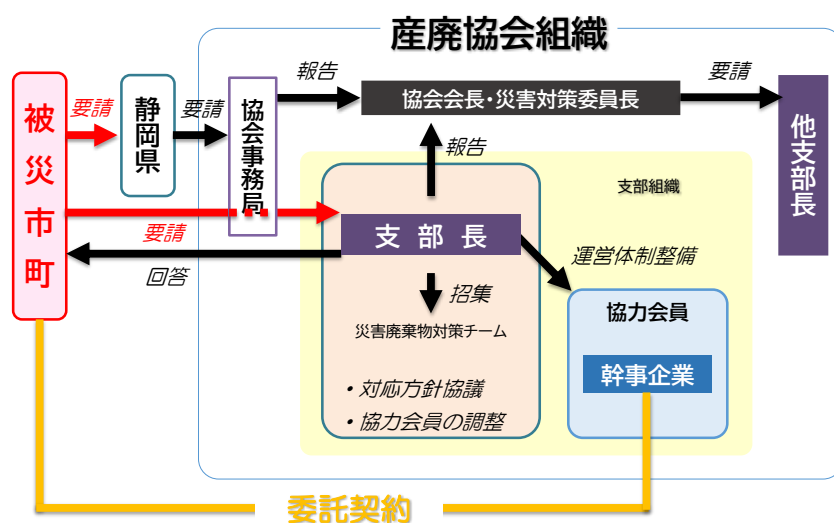 産廃協会組織
被災市町
要請
静岡県
要請
協会事務局
報告
協会会長・災害対策委員長
要請
他支部長
報告
支部組織
支部長
要請
回答
運営体制整備
招集
災害廃棄物対策チーム
・対応方針協議
・協力会員の調整
協力会員
幹事企業
委託契約